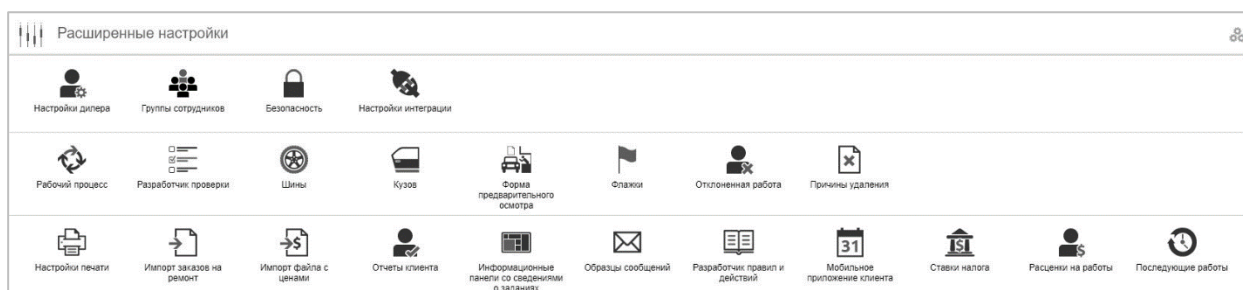 Расширенные настройки
Настройки дилера
Группы сотрудников
Безопасность
Настройки интеграции
Рабочий процесс
Разработчик проверки
Шины
Кузов
Форма
предварительного
осмотра
Флажки
Отклоненная работа
Причины удаления
Настройки печати
Импорт заказов на
ремонт
Импорт файла с
ценами
Отчеты клиента
Информационные
панели со сведениями
о заданиях
Образцы сообщений
Разработчик правил и
действий
31
Мобильное
приложение клиента
Ставки налога
Расценки на работы
Последующие работы